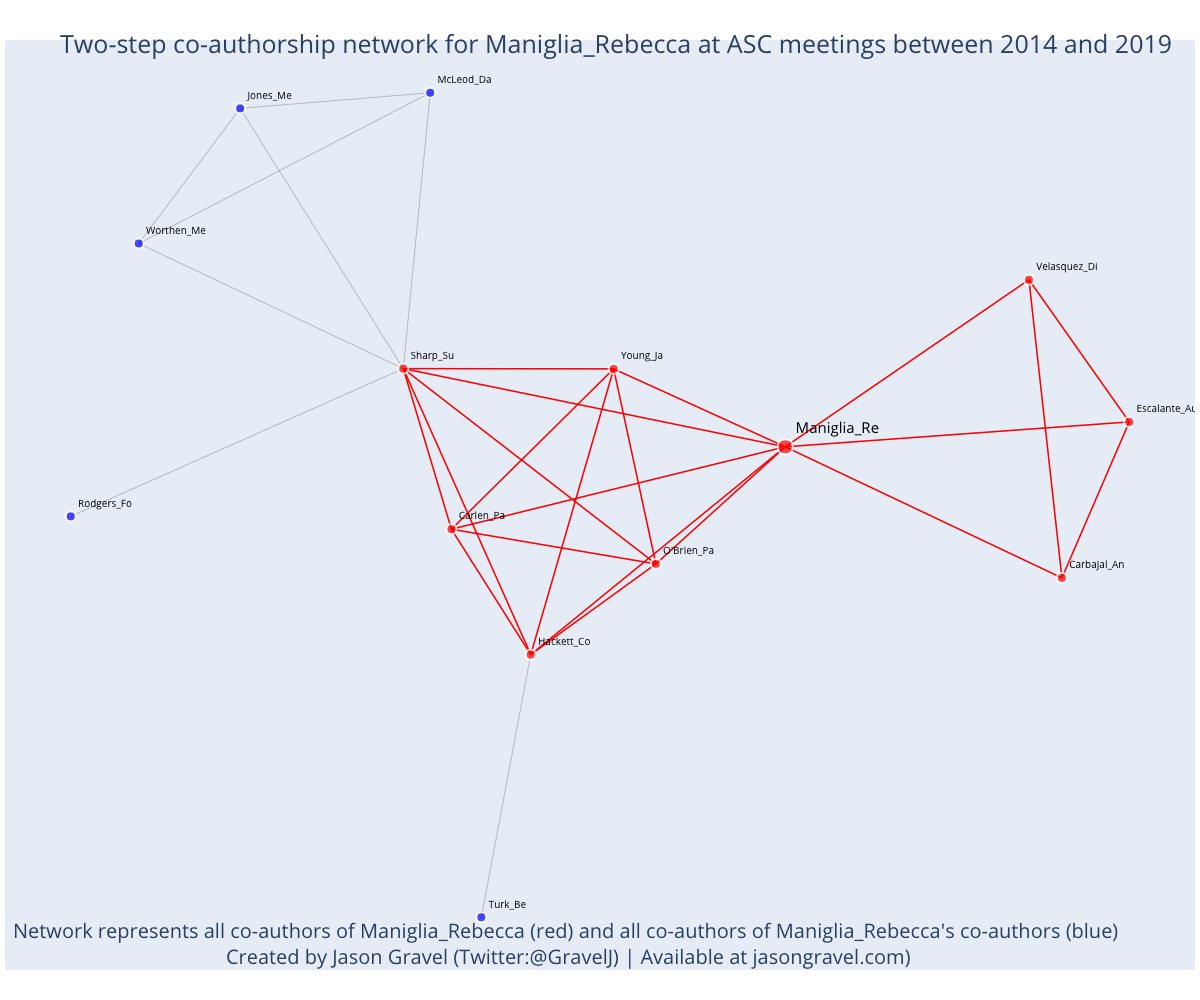 Two-step co-authorship network for Maniglia_Rebecca at ASC meetings between 2014 and 2019
McLeod_Da
Jones_Me
Worthen_Me
Velasquez_Di
Sharp_Su
Young_Ja
Escalante_Au
Maniglia_Re
Rodgers_Fo
Carlen_Pa
O'Brien_Pa
Carbajal_An
Hackett_Co
Turk_Be
Network represents all co-authors of Maniglia_Rebecca (red) and all co-authors of Maniglia_Rebecca's co-authors (blue)
Created by Jason Gravel (Twitter:@GravelJ) | Available at jasongravel.com)